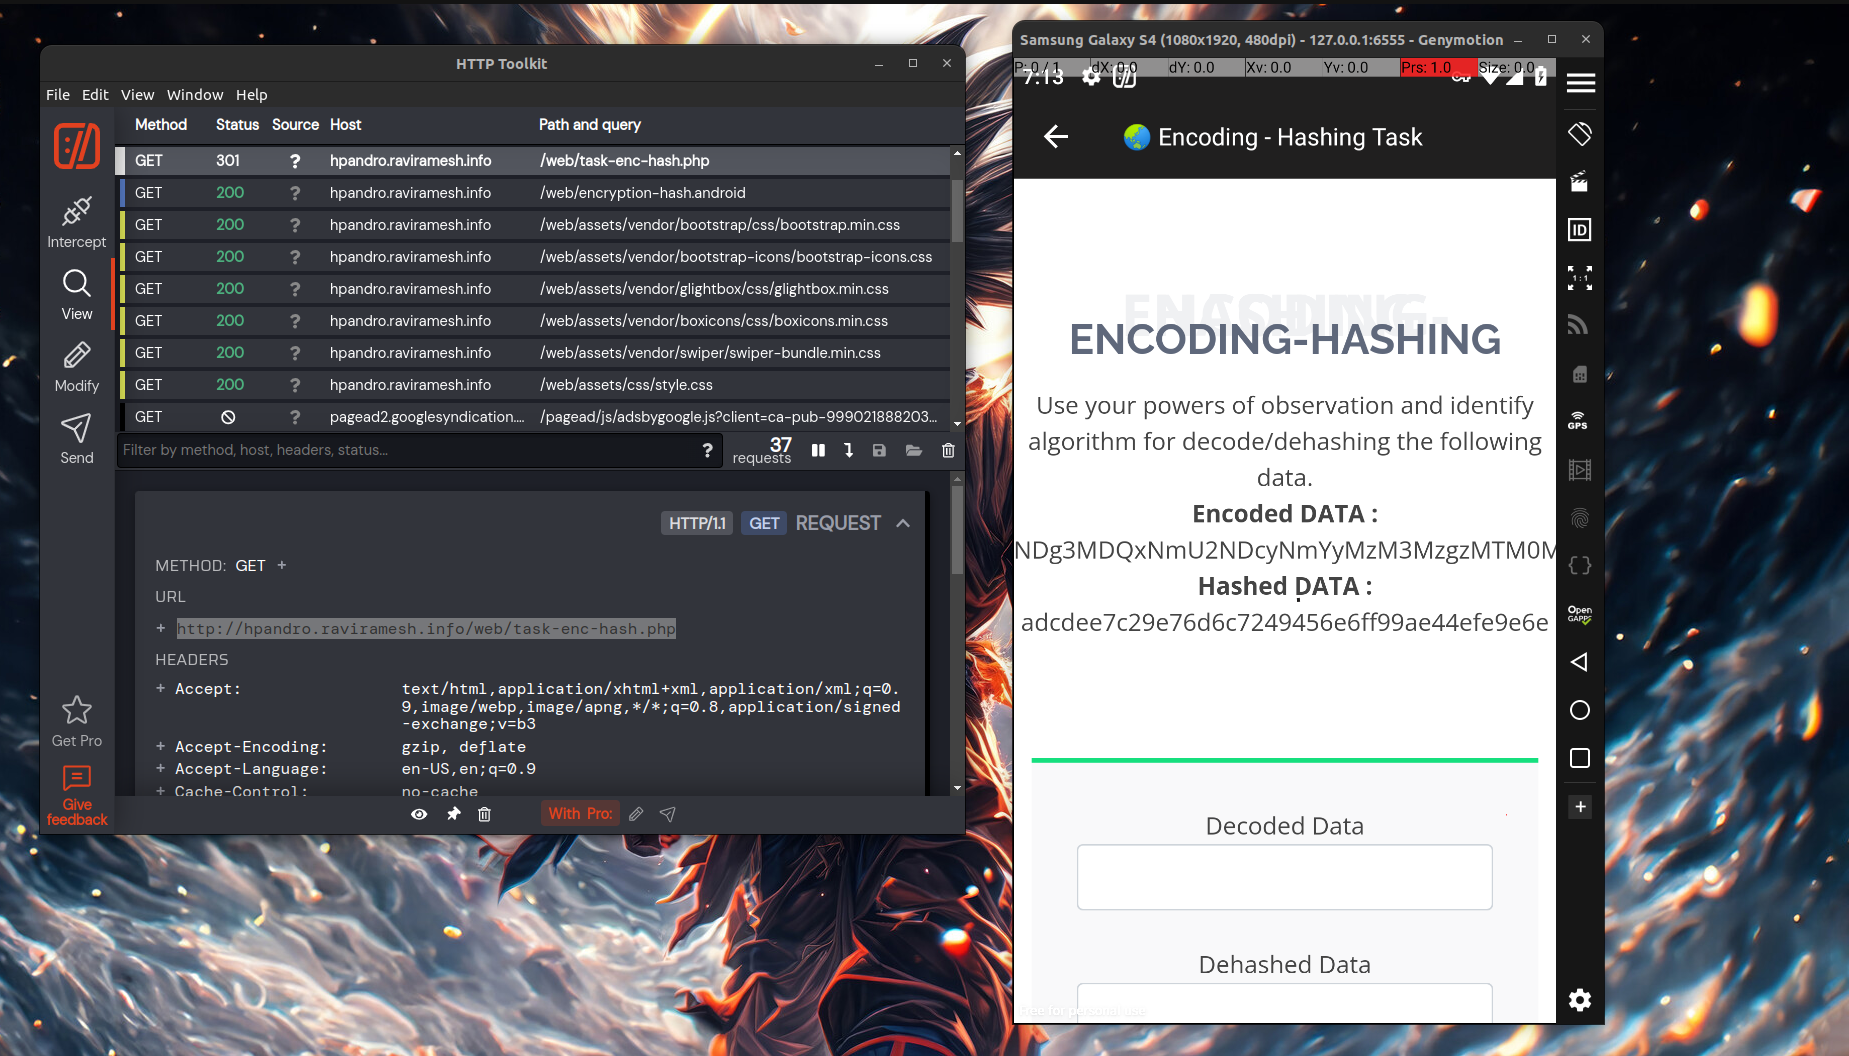 HTTP Toolkit
File Edit View Window Help
Method Status Source Host Path and query
GET 301 ? hpandro.raviramesh.info /web/task-enc-hash.php
GET 200 ? hpandro.raviramesh.info /web/encryption-hash.android
GET 200 ? hpandro.raviramesh.info /web/assets/vendor/bootstrap/css/bootstrap.min.css
GET 200 ? hpandro.raviramesh.info /web/assets/vendor/bootstrap-icons/bootstrap-icons.css
GET 200 ? hpandro.raviramesh.info /web/assets/vendor/glightbox/css/glightbox.min.css
GET 200 ? hpandro.raviramesh.info /web/assets/vendor/boxicons/css/boxicons.min.css
GET 200 ? hpandro.raviramesh.info /web/assets/vendor/swiper/swiper-bundle.min.css
GET 200 ? hpandro.raviramesh.info /web/assets/css/style.css
GET ? pagead2.googlesyndication.... /pagead/js/adsbygoogle.js?client=ca-pub-999021888203...
Filter by method, host, headers, status... ?
37
requests
Intercept
View
Modify
Send
Get Pro
Give
feedback
HTTP/1.1 GET REQUEST
METHOD: GET +
URL
+ http://hpandro.raviramesh.info/web/task-enc-hash.php
HEADERS
+ Accept: text/html,application/xhtml+xml,application/xml;q=0.
9,image/webp,image/apng,*/*;q=0.8,application/signed
-exchange;v=b3
+ Accept-Encoding: gzip, deflate
+ Accept-Language: en-US,en;q=0.9
+ Cache-Control: no-cache
With Pro:
Samsung Galaxy S4 (1080x1920, 480dpi) - 127.0.0.1:6555 - Genymotion
P: 0 / 1 dX: 0.0 dY: 0.0 Xv: 0.0 Yv: 0.0 Prs: 1.0 Size: 0.0
7:13
Encoding - Hashing Task
ENCODING-HASHING
Use your powers of observation and identify
algorithm for decode/dehashing the following
data.
Encoded DATA :
NDg3MDQxNmU2NDcyNmYyMzM3MzgzMTM0M
Hashed DATA :
adcdee7c29e76d6c7249456e6ff99ae44efe9e6e
Decoded Data
Dehashed Data
Free for personal use
ID
1:1
GPS
Open
GAPPS